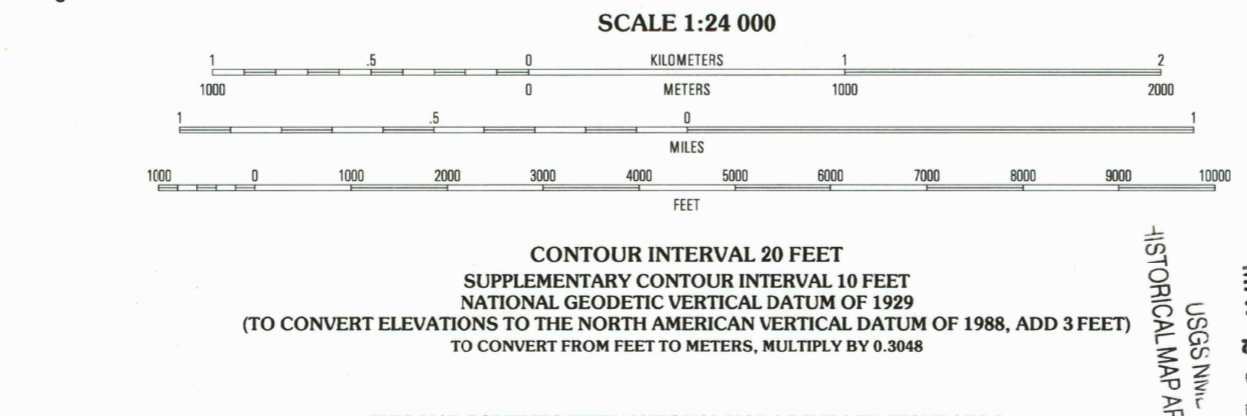 SCALE 1:24 000
1 .5 0 KILOMETERS 1 2
1000 0 METERS 1000 2000
1 .5 0 1
MILES
1000 0 1000 2000 3000 4000 5000 6000 7000 8000 9000 10000
FEET
CONTOUR INTERVAL 20 FEET
SUPPLEMENTARY CONTOUR INTERVAL 10 FEET
NATIONAL GEODETIC VERTICAL DATUM OF 1929
(TO CONVERT ELEVATIONS TO THE NORTH AMERICAN VERTICAL DATUM OF 1988, ADD 3 FEET)
TO CONVERT FROM FEET TO METERS, MULTIPLY BY 0.3048
USGS
HISTORICAL MAP